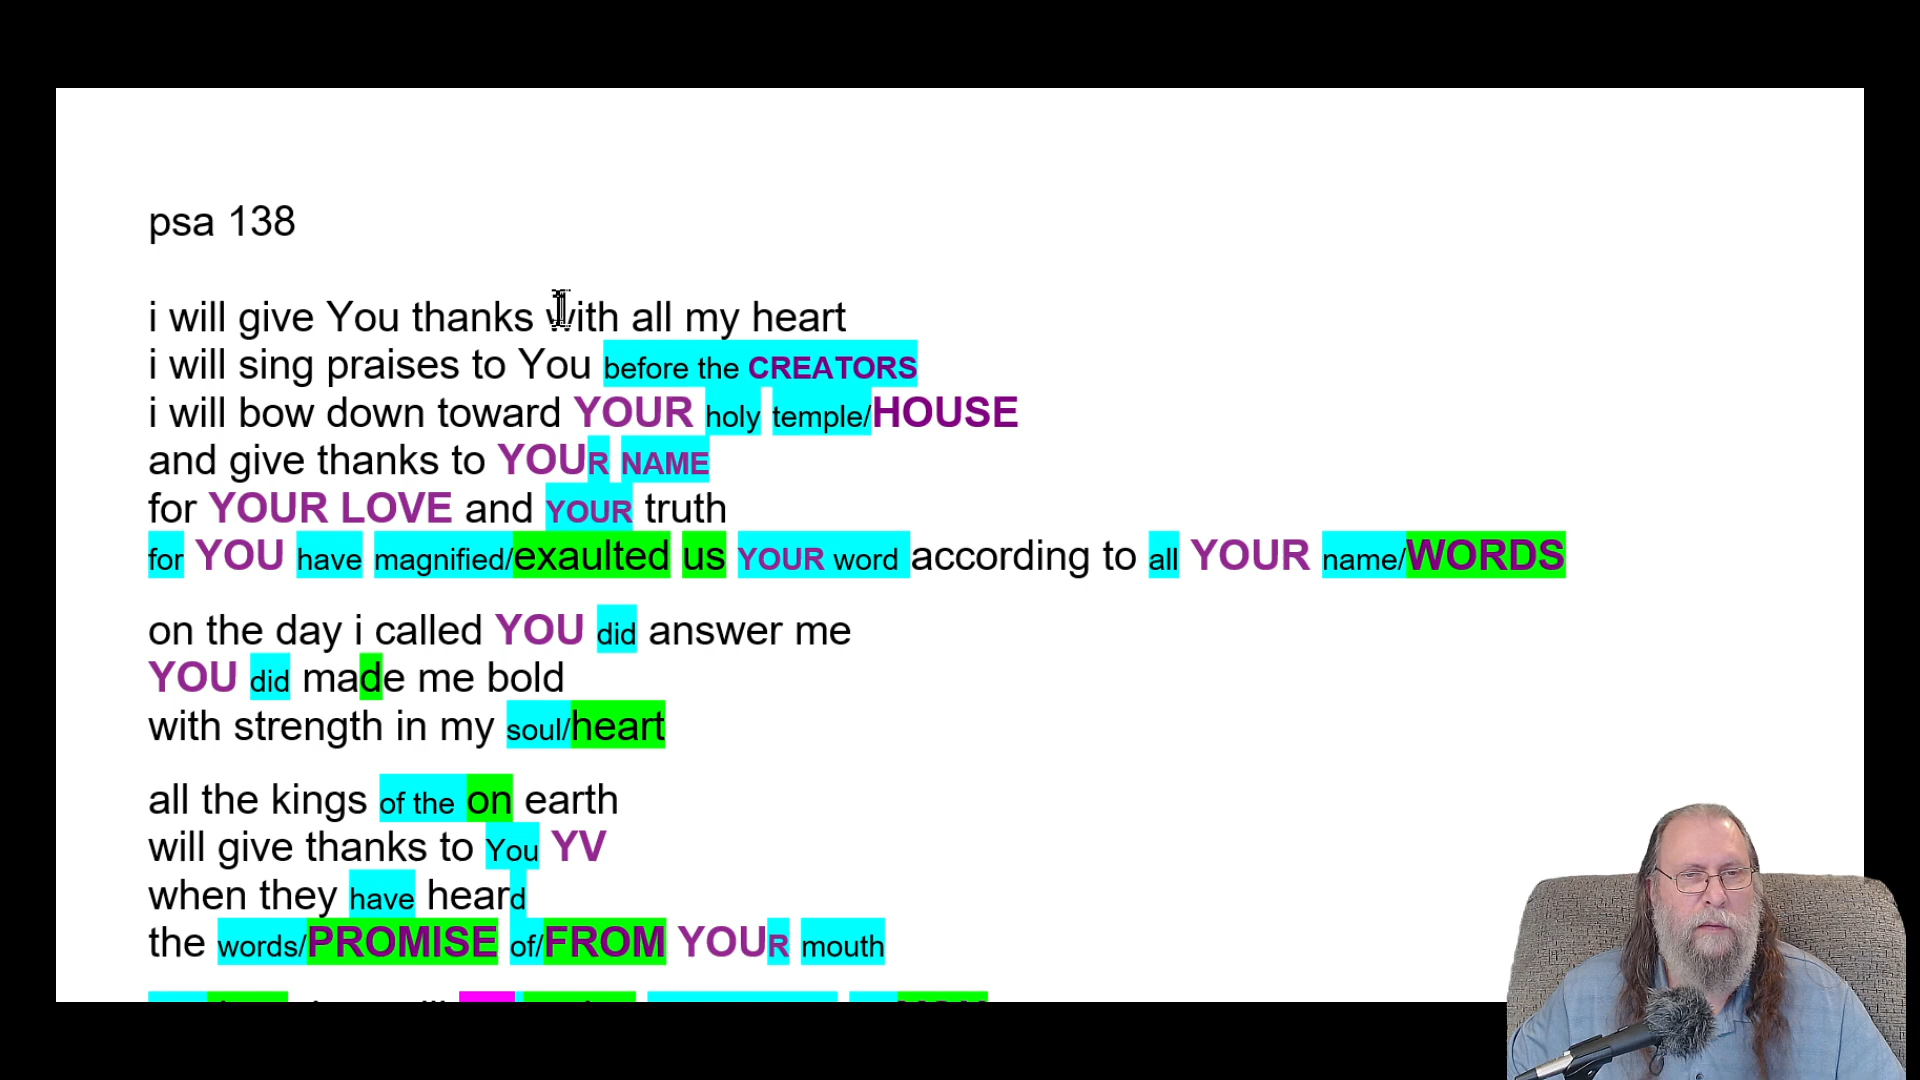 psa 138
i will give You thanks with all my heart
i will sing praises to You before the CREATORS
i will bow down toward YOUR holy temple/HOUSE
and give thanks to YOUR NAME
for YOUR LOVE and YOUR truth
for YOU have magnified/exaulted us YOUR word according to all YOUR name/WORDS
on the day i called YOU did answer me
YOU did made me bold
with strength in my soul/heart
all the kings of the on earth
will give thanks to You YV
when they have heard
the words/PROMISE of/FROM YOUR mouth